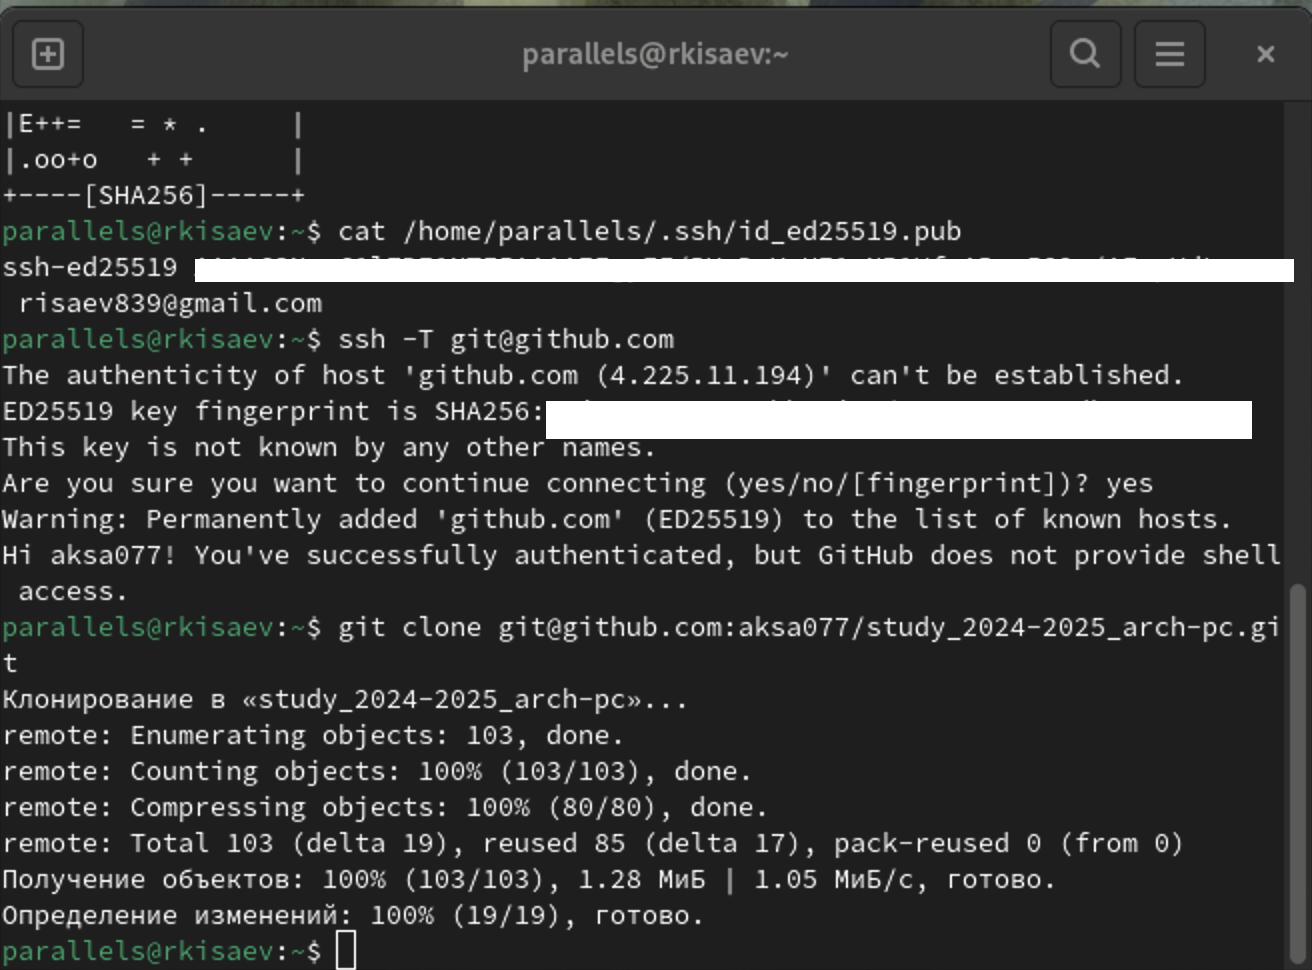 parallels@rkisaev:~
|E++=   = * .     |
|.oo+o   + +      |
+----[SHA256]-----+
parallels@rkisaev:~$ cat /home/parallels/.ssh/id_ed25519.pub
ssh-ed25519
 risaev839@gmail.com
parallels@rkisaev:~$ ssh -T git@github.com
The authenticity of host 'github.com (4.225.11.194)' can't be established.
ED25519 key fingerprint is SHA256:
This key is not known by any other names.
Are you sure you want to continue connecting (yes/no/[fingerprint])? yes
Warning: Permanently added 'github.com' (ED25519) to the list of known hosts.
Hi aksa077! You've successfully authenticated, but GitHub does not provide shell
 access.
parallels@rkisaev:~$ git clone git@github.com:aksa077/study_2024-2025_arch-pc.gi
t
Клонирование в «study_2024-2025_arch-pc»...
remote: Enumerating objects: 103, done.
remote: Counting objects: 100% (103/103), done.
remote: Compressing objects: 100% (80/80), done.
remote: Total 103 (delta 19), reused 85 (delta 17), pack-reused 0 (from 0)
Получение объектов: 100% (103/103), 1.28 МиБ | 1.05 МиБ/с, готово.
Определение изменений: 100% (19/19), готово.
parallels@rkisaev:~$